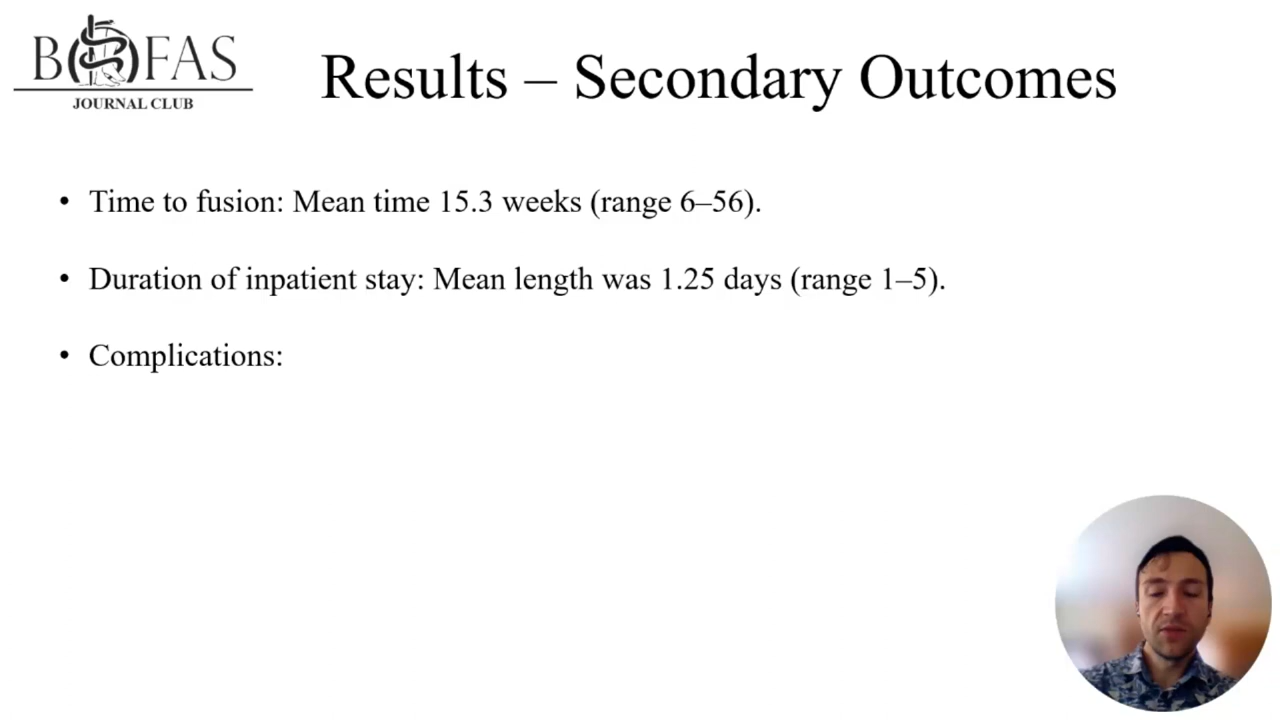 BOFAS
JOURNAL CLUB
Results – Secondary Outcomes
• Time to fusion: Mean time 15.3 weeks (range 6–56).
• Duration of inpatient stay: Mean length was 1.25 days (range 1–5).
• Complications: